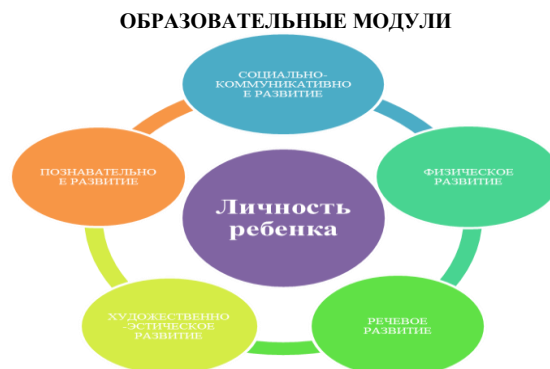 ОБРАЗОВАТЕЛЬНЫЕ МОДУЛИ
СОЦИАЛЬНО-
КОММУНИКАТИВНО
Е РАЗВИТИЕ
ПОЗНАВАТЕЛЬНО
Е РАЗВИТИЕ
ФИЗИЧЕСКОЕ
РАЗВИТИЕ
Личность
ребенка
ХУДОЖЕСТВЕННО
-ЭСТИЧЕСКОЕ
РАЗВИТИЕ
РЕЧЕВОЕ
РАЗВИТИЕ